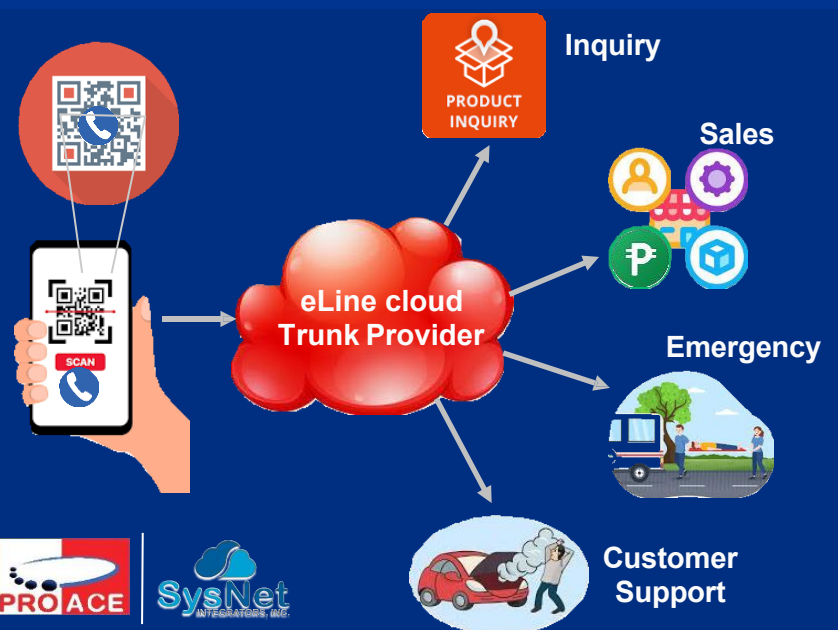 Inquiry
PRODUCT
INQUIRY
Sales
eLine cloud
Trunk Provider
SCAN
Emergency
Customer
Support
PROACE
SysNet
INTEGRATORS, INC.